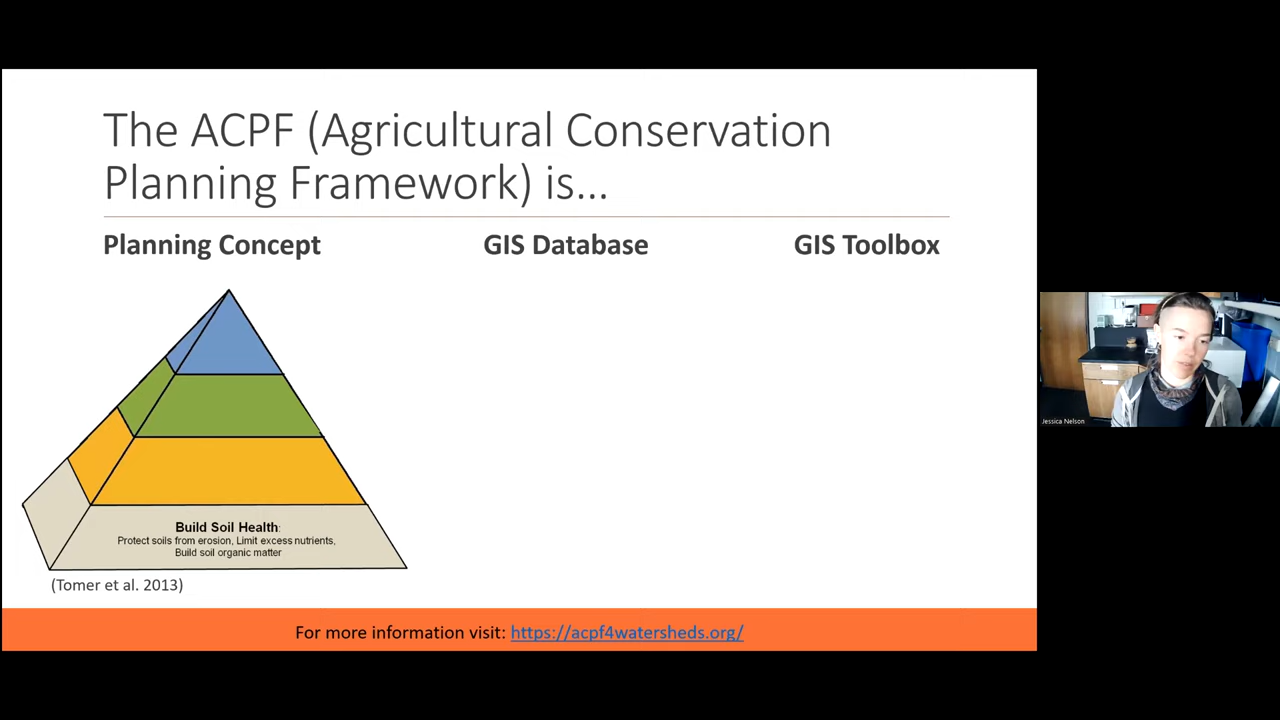 The ACPF (Agricultural Conservation
Planning Framework) is...
Planning Concept
GIS Database
GIS Toolbox
Build Soil Health:
Protect soils from erosion, Limit excess nutrients,
Build soil organic matter
(Tomer et al. 2013)
For more information visit: https://acpf4watersheds.org/
Jessica Nelson